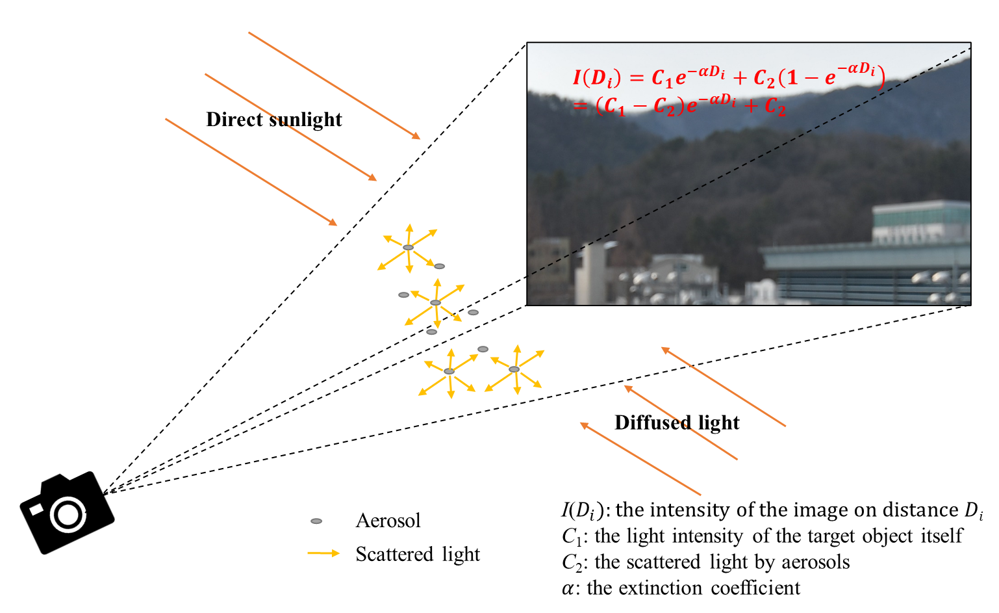 I(Dᵢ) = C₁e^{−αDᵢ} + C₂(1 − e^{−αDᵢ})
= (C₁ − C₂)e^{−αDᵢ} + C₂
Direct sunlight
Diffused light
Aerosol
Scattered light
I(Dᵢ): the intensity of the image on distance Dᵢ
C₁: the light intensity of the target object itself
C₂: the scattered light by aerosols
α: the extinction coefficient